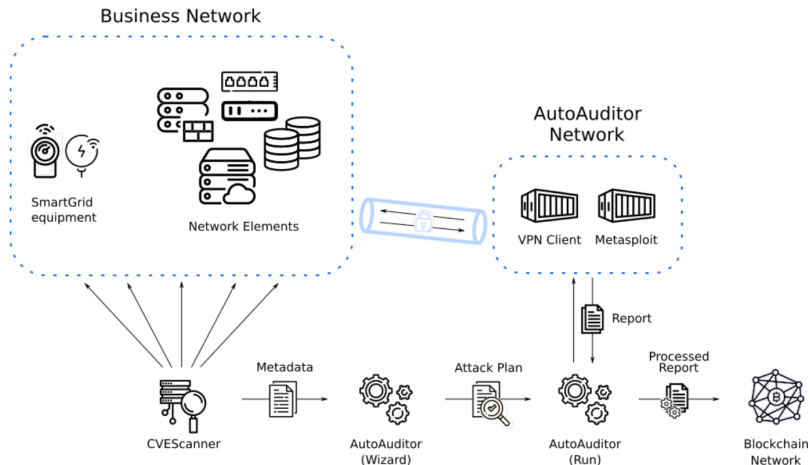 Business Network
AutoAuditor
Network
SmartGrid
equipment
Network Elements
VPN Client
Metasploit
Report
Metadata
Attack Plan
Processed
Report
CVEScanner
AutoAuditor
(Wizard)
AutoAuditor
(Run)
Blockchain
Network